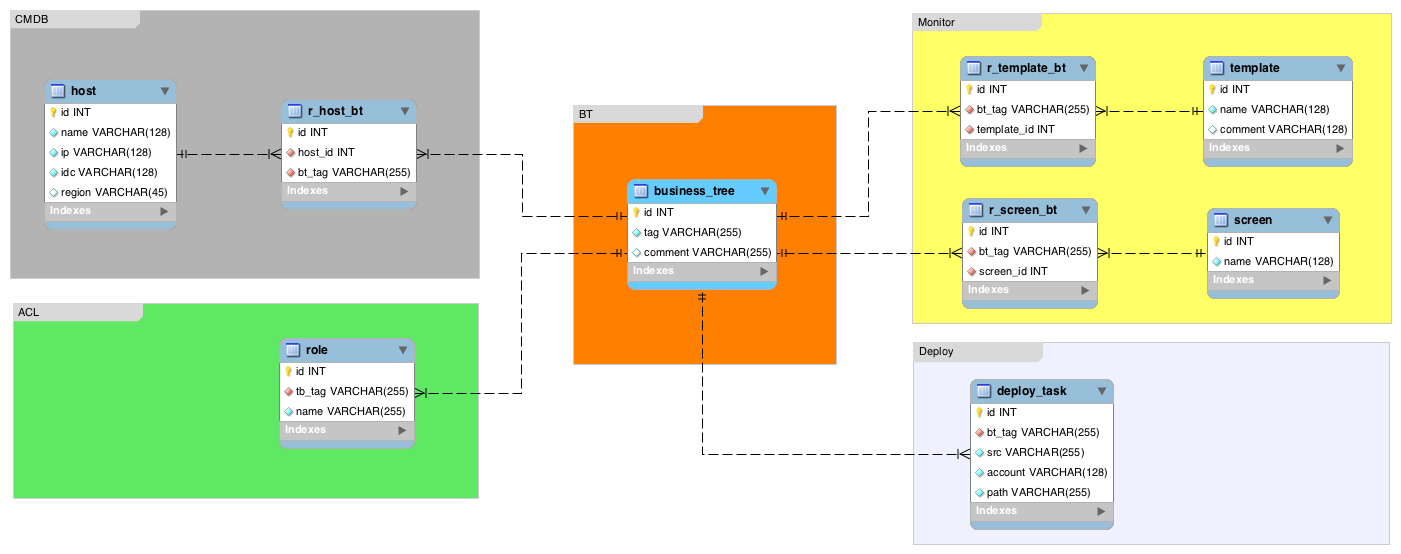 CMDB
host
id INT
name VARCHAR(128)
ip VARCHAR(128)
idc VARCHAR(128)
region VARCHAR(45)
Indexes
r_host_bt
id INT
host_id INT
bt_tag VARCHAR(255)
Indexes
ACL
role
id INT
tb_tag VARCHAR(255)
name VARCHAR(255)
Indexes
BT
business_tree
id INT
tag VARCHAR(255)
comment VARCHAR(255)
Indexes
Monitor
r_template_bt
id INT
bt_tag VARCHAR(255)
template_id INT
Indexes
template
id INT
name VARCHAR(128)
comment VARCHAR(128)
Indexes
r_screen_bt
id INT
bt_tag VARCHAR(255)
screen_id INT
Indexes
screen
id INT
name VARCHAR(128)
Indexes
Deploy
deploy_task
id INT
bt_tag VARCHAR(255)
src VARCHAR(255)
account VARCHAR(128)
path VARCHAR(255)
Indexes